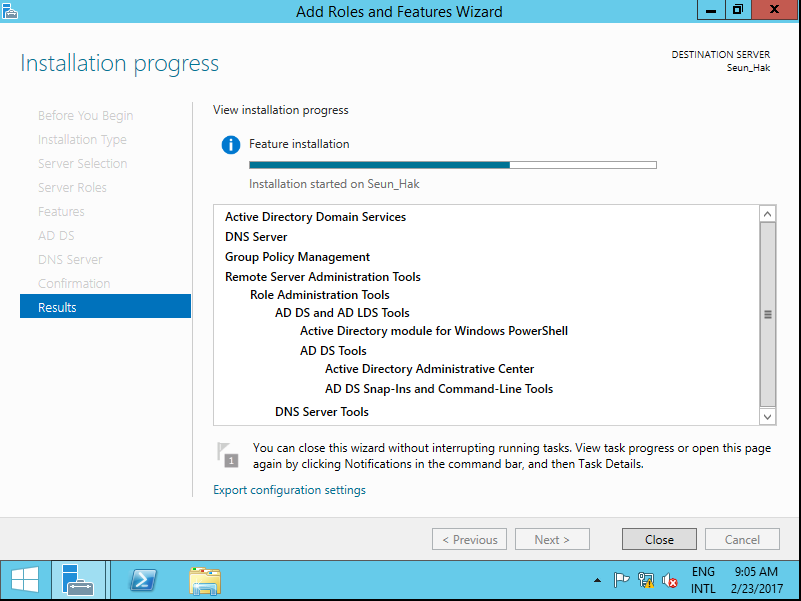 Add Roles and Features Wizard
Installation progress
DESTINATION SERVER
Seun_Hak
Before You Begin
Installation Type
Server Selection
Server Roles
Features
AD DS
DNS Server
Confirmation
Results
View installation progress
Feature installation
Installation started on Seun_Hak
Active Directory Domain Services
DNS Server
Group Policy Management
Remote Server Administration Tools
Role Administration Tools
AD DS and AD LDS Tools
Active Directory module for Windows PowerShell
AD DS Tools
Active Directory Administrative Center
AD DS Snap-Ins and Command-Line Tools
DNS Server Tools
1
You can close this wizard without interrupting running tasks. View task progress or open this page
again by clicking Notifications in the command bar, and then Task Details.
Export configuration settings
< Previous
Next >
Close
Cancel
ENG
INTL
9:05 AM
2/23/2017